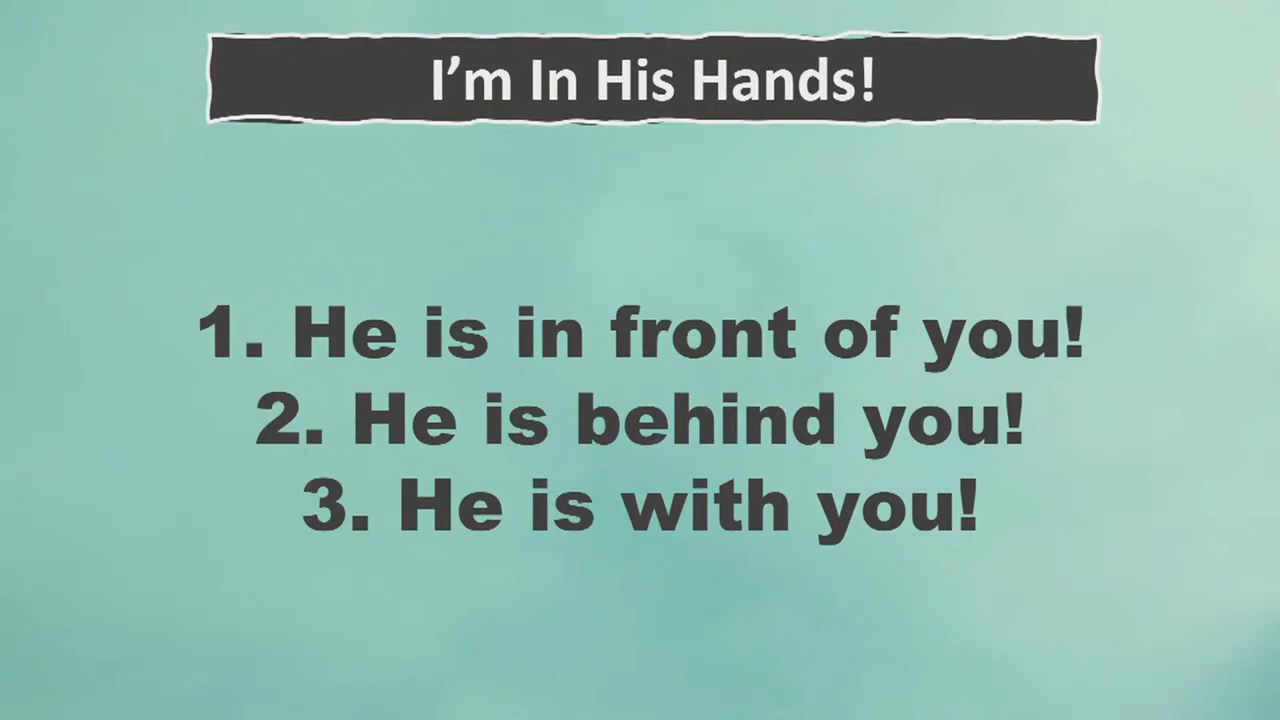 I’m In His Hands!
1. He is in front of you!
2. He is behind you!
3. He is with you!